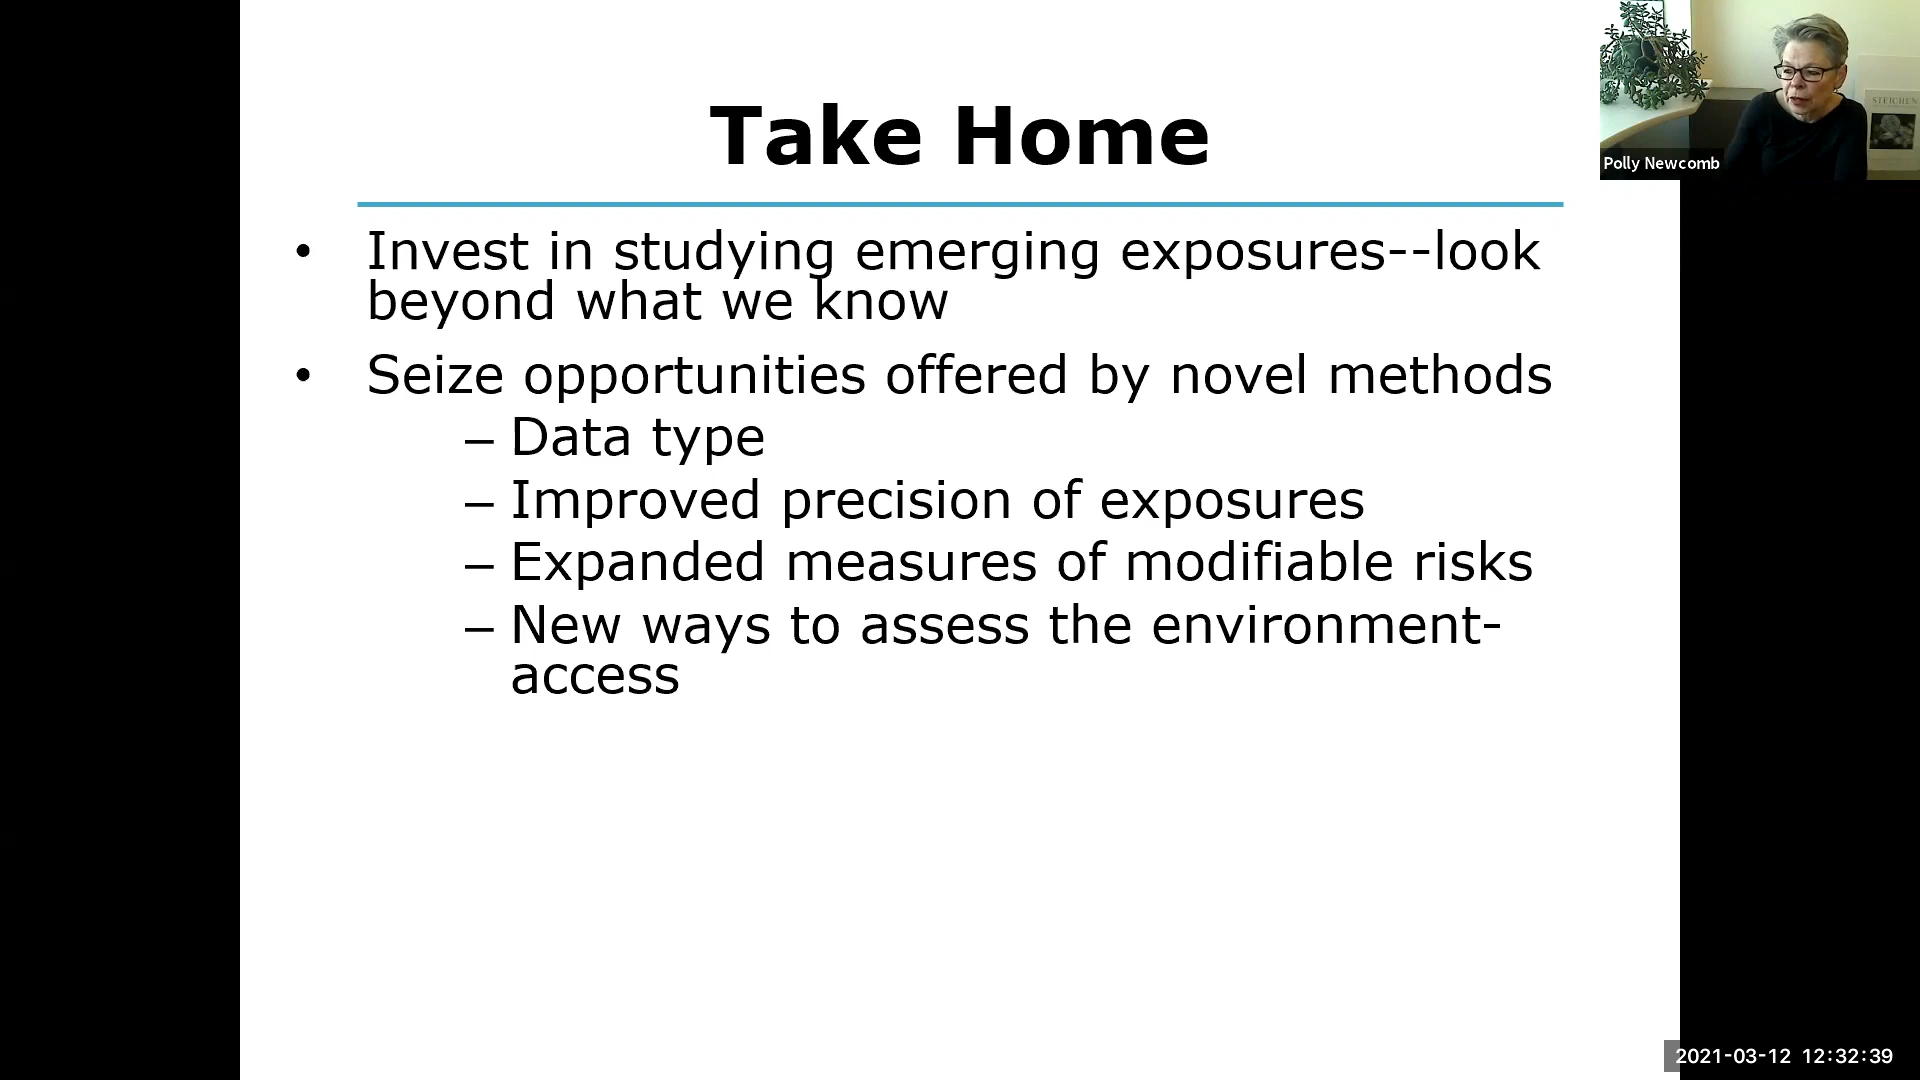 Take Home
• Invest in studying emerging exposures--look
beyond what we know
• Seize opportunities offered by novel methods
– Data type
– Improved precision of exposures
– Expanded measures of modifiable risks
– New ways to assess the environment-
access
STEICHEN
Polly Newcomb
2021-03-12 12:32:39